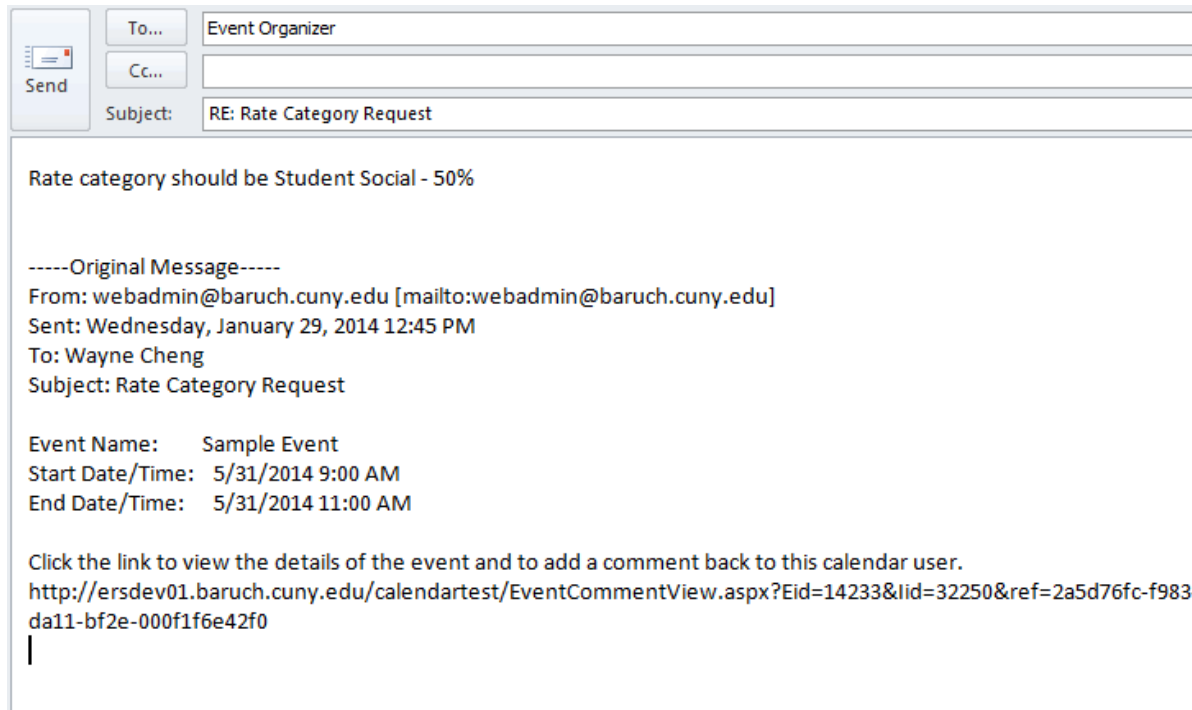 To...
Event Organizer
Cc...
Send
Subject:
RE: Rate Category Request
Rate category should be Student Social - 50%
-----Original Message-----
From: webadmin@baruch.cuny.edu [mailto:webadmin@baruch.cuny.edu]
Sent: Wednesday, January 29, 2014 12:45 PM
To: Wayne Cheng
Subject: Rate Category Request
Event Name: Sample Event
Start Date/Time: 5/31/2014 9:00 AM
End Date/Time: 5/31/2014 11:00 AM
Click the link to view the details of the event and to add a comment back to this calendar user.
http://ersdev01.baruch.cuny.edu/calendartest/EventCommentView.aspx?Eid=14233&Iid=32250&ref=2a5d76fc-f983
da11-bf2e-000f1f6e42f0